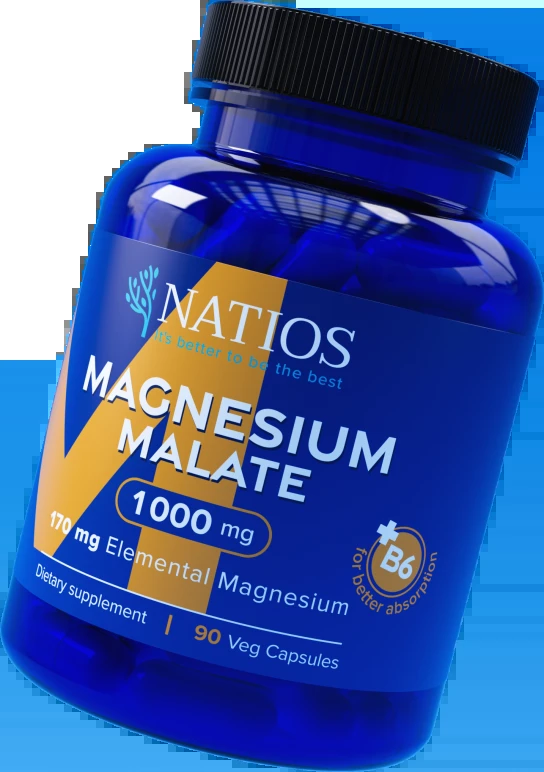 NATIOS
it's better to be the best
MAGNESIUM
MALATE
1000 mg
170 mg Elemental Magnesium
+B6
for better absorption
Dietary supplement | 90 Veg Capsules